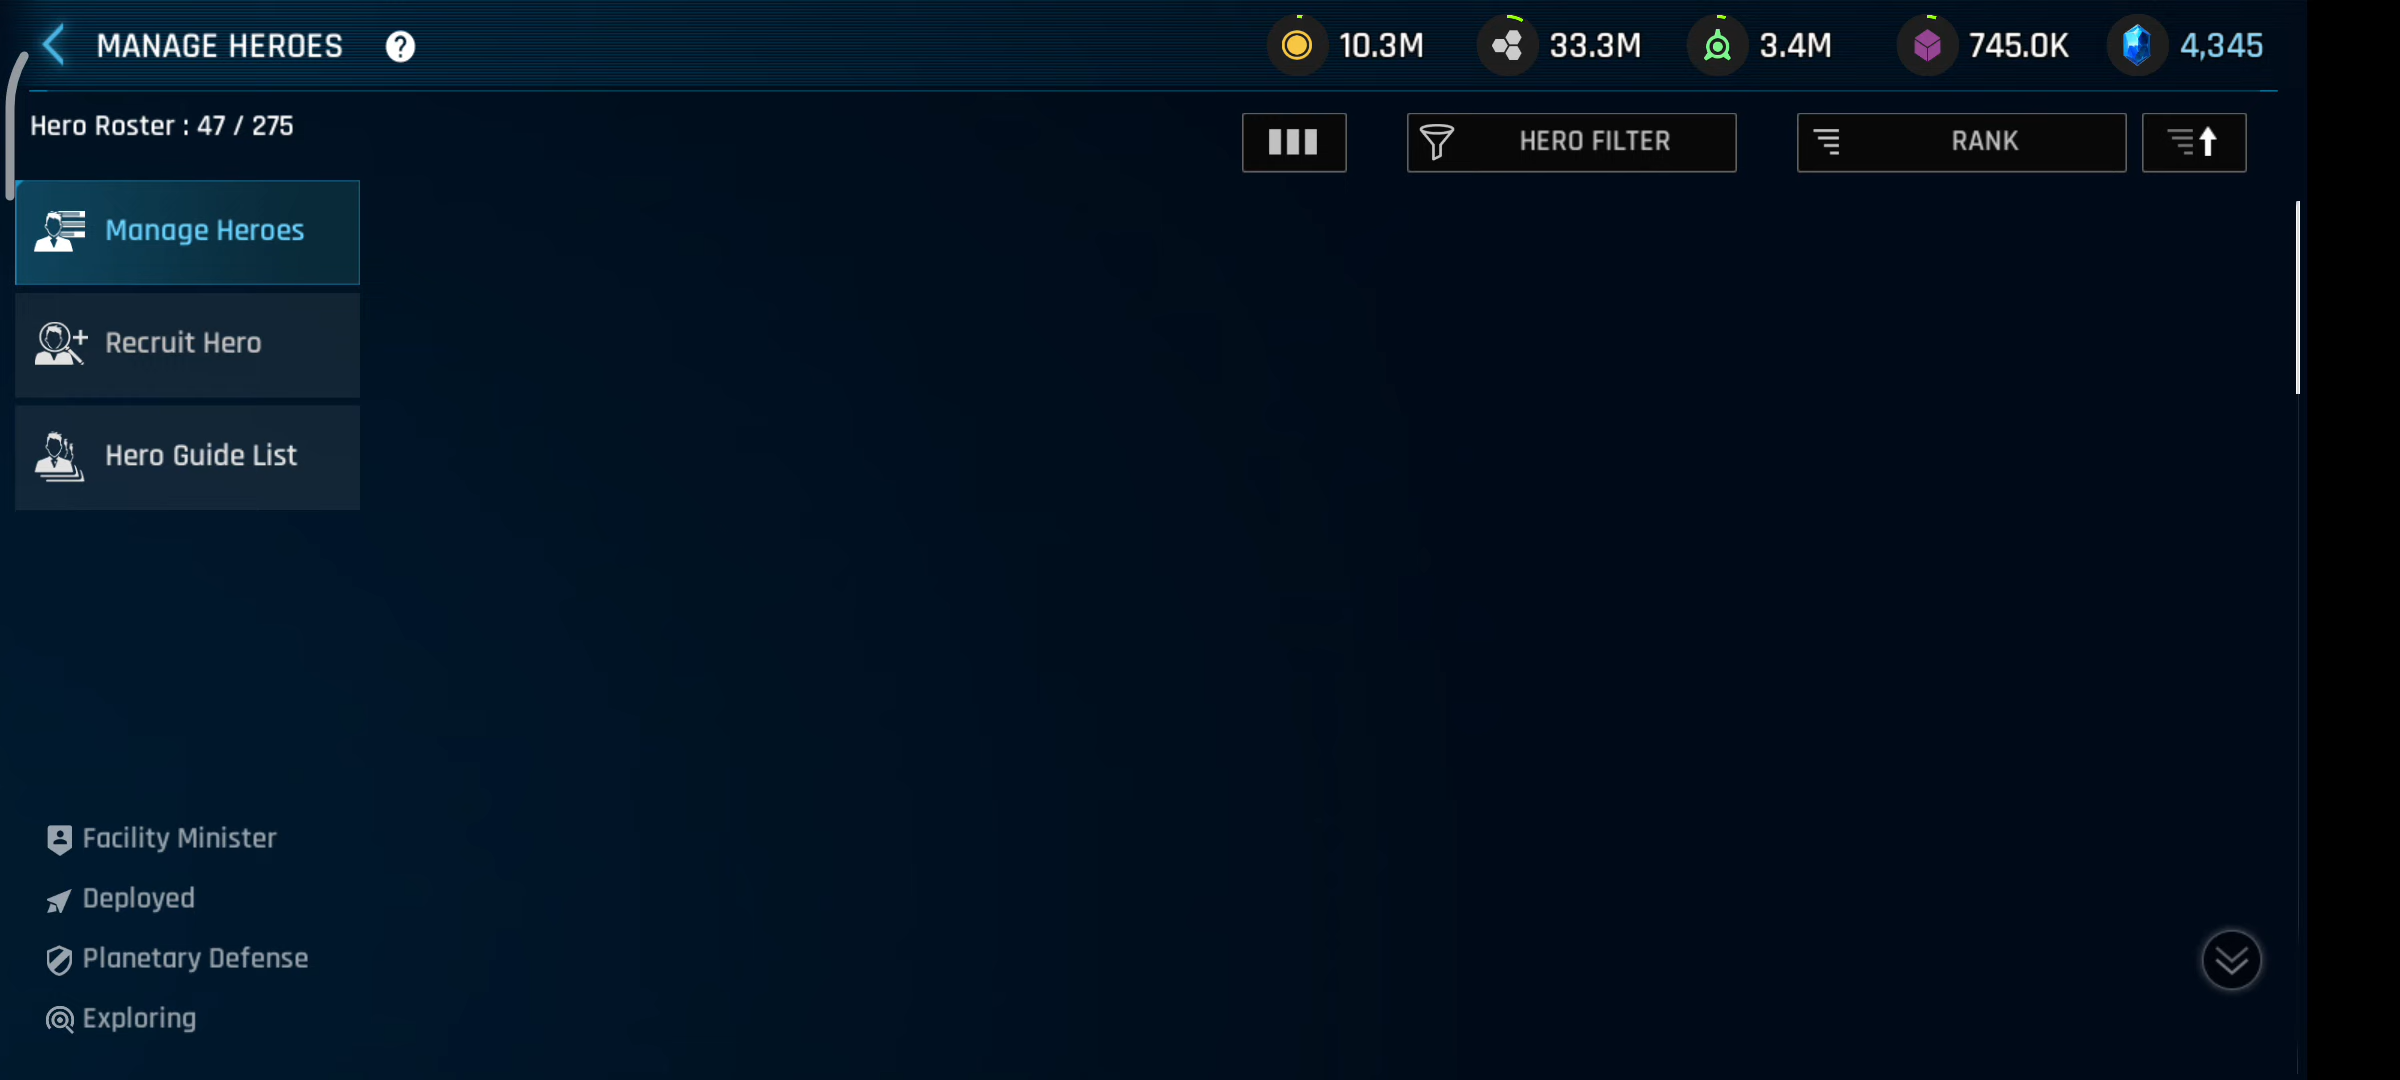 MANAGE HEROES ?
10.3M 33.3M 3.4M 745.0K 4,345
Hero Roster : 47 / 275
HERO FILTER
RANK
Manage Heroes
Recruit Hero
Hero Guide List
Facility Minister
Deployed
Planetary Defense
Exploring